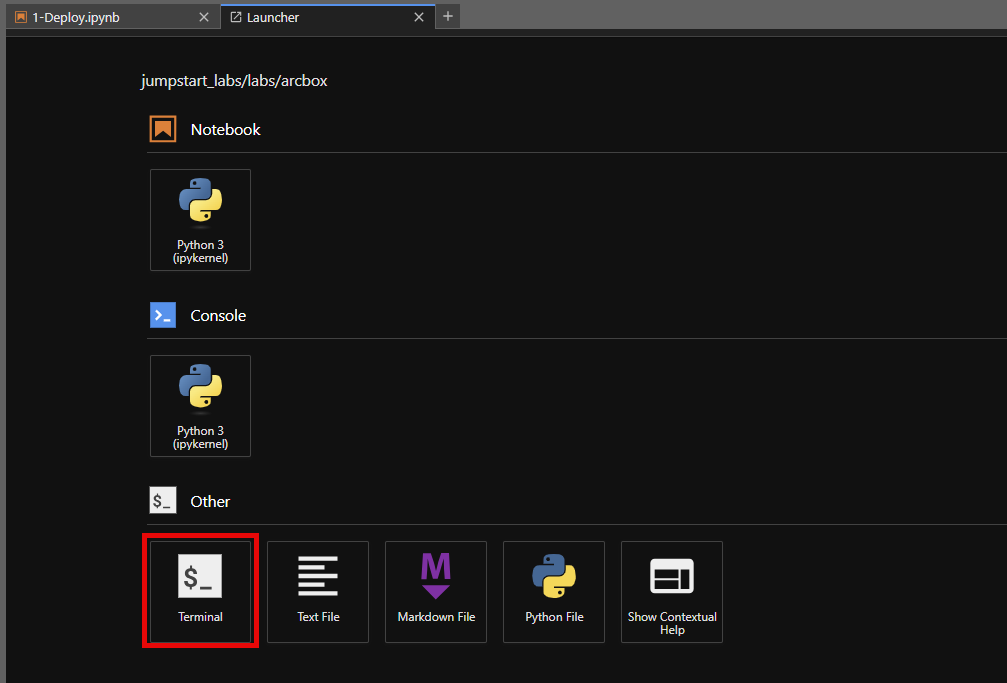 1-Deploy.ipynb
Launcher
jumpstart_labs/labs/arcbox
Notebook
Python 3
(ipykernel)
>_
Console
Python 3
(ipykernel)
$_
Other
$_
Terminal
Text File
M
Markdown File
Python File
Show Contextual
Help